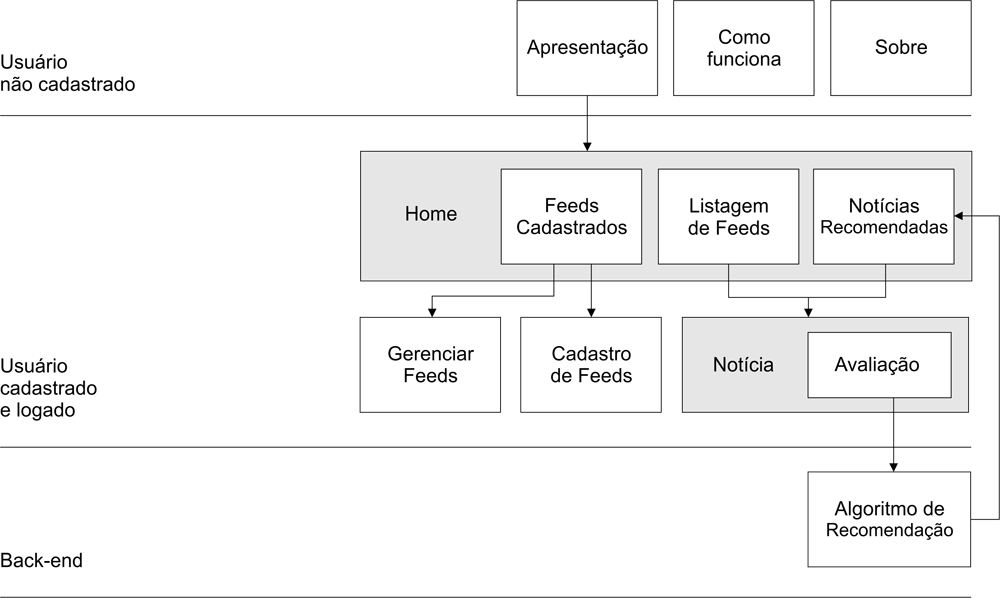 Usuário
não cadastrado
Apresentação
Como
funciona
Sobre
Usuário
cadastrado
e logado
Home
Feeds
Cadastrados
Listagem
de Feeds
Notícias
Recomendadas
Gerenciar
Feeds
Cadastro
de Feeds
Notícia
Avaliação
Back-end
Algoritmo de
Recomendação